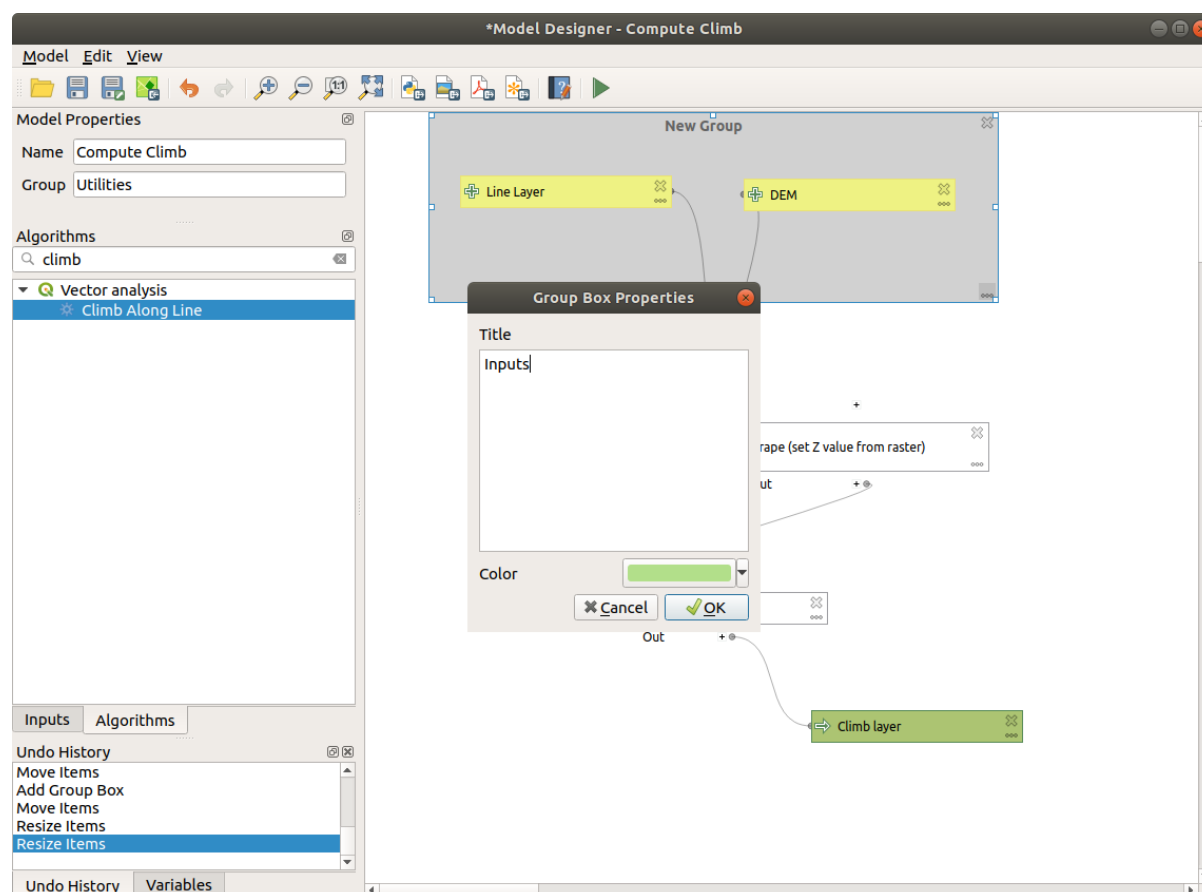 *Model Designer - Compute Climb
Model Edit View
1:1
Model Properties
Name Compute Climb
Group Utilities
Algorithms
climb
Vector analysis
Climb Along Line
Inputs Algorithms
Undo History
Move Items
Add Group Box
Move Items
Resize Items
Resize Items
Undo History Variables
New Group
Line Layer
DEM
Group Box Properties
Title
Inputs
Color
Cancel OK
rape (set Z value from raster)
ut
Out
Climb layer